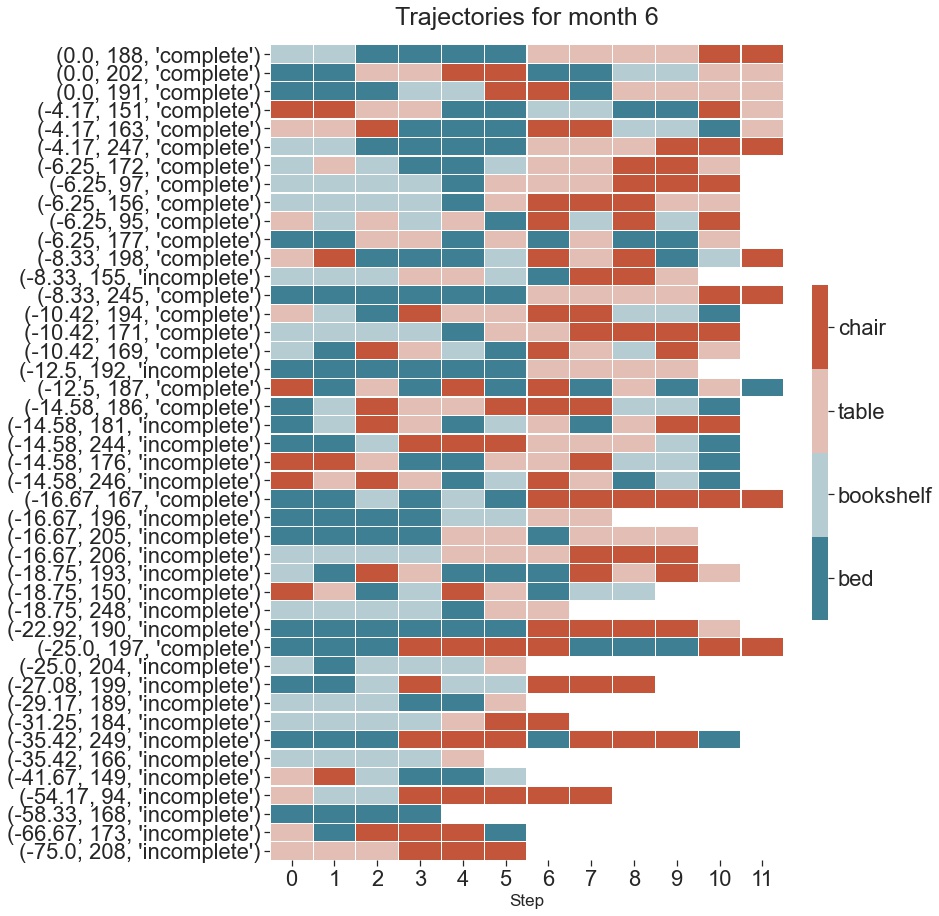 Trajectories for month 6
(0.0, 188, 'complete')
(0.0, 202, 'complete')
(0.0, 191, 'complete')
(-4.17, 151, 'complete')
(-4.17, 163, 'complete')
(-4.17, 247, 'complete')
(-6.25, 172, 'complete')
(-6.25, 97, 'complete')
(-6.25, 156, 'complete')
(-6.25, 95, 'complete')
(-6.25, 177, 'complete')
(-8.33, 198, 'complete')
(-8.33, 155, 'incomplete')
(-8.33, 245, 'complete')
(-10.42, 194, 'complete')
(-10.42, 171, 'complete')
(-10.42, 169, 'complete')
(-12.5, 192, 'incomplete')
(-12.5, 187, 'complete')
(-14.58, 186, 'complete')
(-14.58, 181, 'incomplete')
(-14.58, 244, 'incomplete')
(-14.58, 176, 'incomplete')
(-14.58, 246, 'incomplete')
(-16.67, 167, 'complete')
(-16.67, 196, 'incomplete')
(-16.67, 205, 'incomplete')
(-16.67, 206, 'incomplete')
(-18.75, 193, 'incomplete')
(-18.75, 150, 'incomplete')
(-18.75, 248, 'incomplete')
(-22.92, 190, 'incomplete')
(-25.0, 197, 'complete')
(-25.0, 204, 'incomplete')
(-27.08, 199, 'incomplete')
(-29.17, 189, 'incomplete')
(-31.25, 184, 'incomplete')
(-35.42, 249, 'incomplete')
(-35.42, 166, 'incomplete')
(-41.67, 149, 'incomplete')
(-54.17, 94, 'incomplete')
(-58.33, 168, 'incomplete')
(-66.67, 173, 'incomplete')
(-75.0, 208, 'incomplete')
0 1 2 3 4 5 6 7 8 9 10 11
Step
chair
table
bookshelf
bed